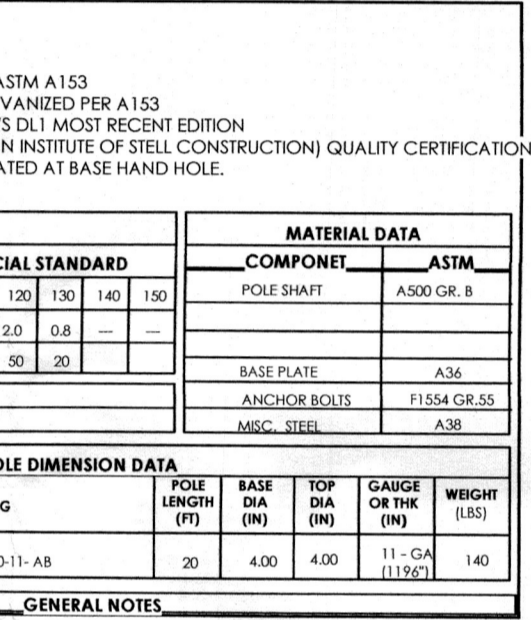 ASTM A153
VANIZED PER A153
'S DL1 MOST RECENT EDITION
N INSTITUTE OF STELL CONSTRUCTION) QUALITY CERTIFICATION
ATED AT BASE HAND HOLE.
MATERIAL DATA
CIAL STANDARD
COMPONET ASTM
120 130 140 150
POLE SHAFT A500 GR. B
2.0 0.8 --- ---
50 20
BASE PLATE A36
ANCHOR BOLTS F1554 GR.55
MISC. STEEL A38
OLE DIMENSION DATA
G POLE LENGTH (FT) BASE DIA (IN) TOP DIA (IN) GAUGE OR THK (IN) WEIGHT (LBS)
0-11- AB 20 4.00 4.00 11 - GA (1196") 140
GENERAL NOTES